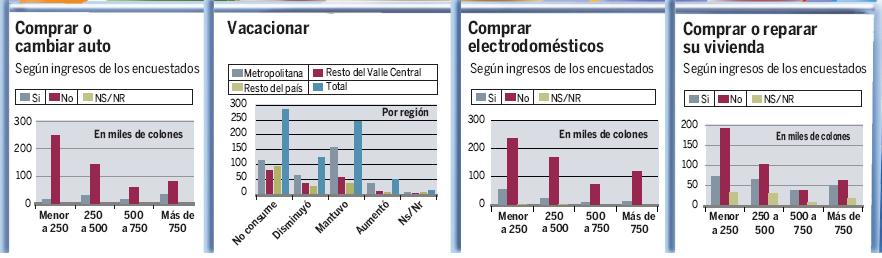 Comprar o
cambiar auto
Según ingresos de los encuestados
Si No NS/NR
300
En miles de colones
200
100
0
Menor
a 250
250
a 500
500
a 750
Más de
750
Vacacionar
Metropolitana Resto del Valle Central
Resto del país Total
300
Por región
250
200
150
100
50
0
No consume
Disminuyó
Mantuvo
Aumentó
Ns/Nr
Comprar
electrodomésticos
Según ingresos de los encuestados
Si No NS/NR
300
En miles de colones
200
100
0
Menor
a 250
250
a 500
500
a 750
Más de
750
Comprar o reparar
su vivienda
Según ingresos de los encuestados
Si No NS/NR
200
En miles de colones
150
100
50
0
Menor
a 250
250 a
500
500 a
750
Más de
750